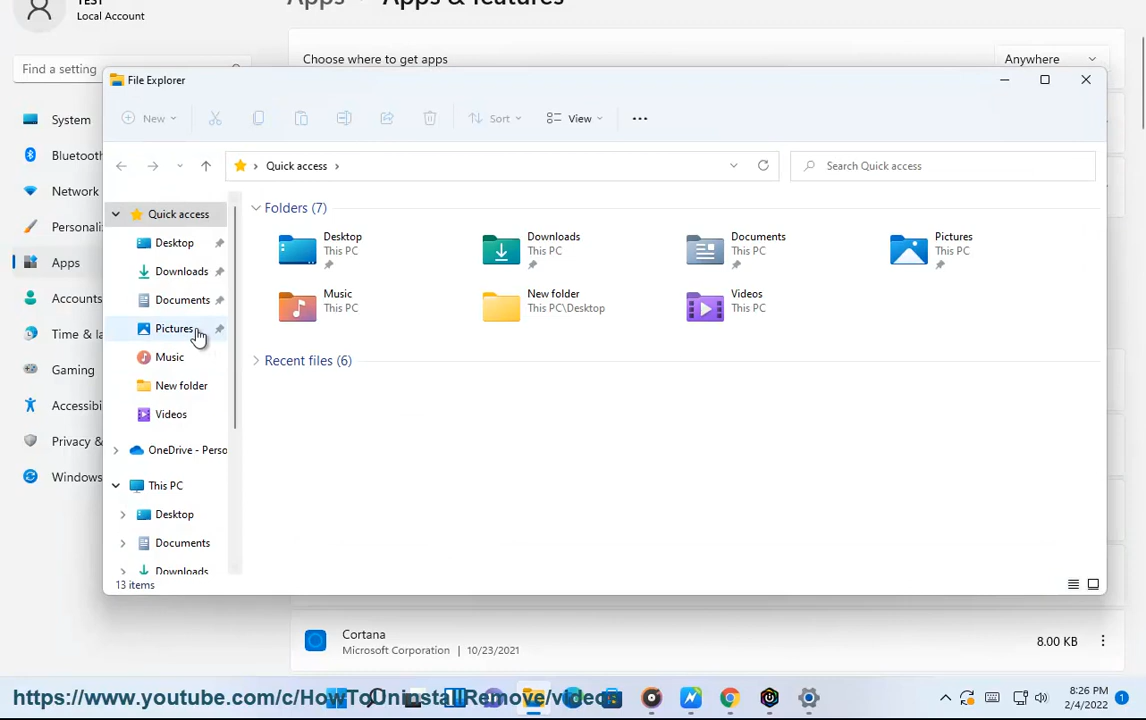 TEST
Local Account
Apps > Apps & features
Find a setting
Choose where to get apps
Anywhere
System
Bluetooth
Network
Personali
Apps
Accounts
Time & la
Gaming
Accessibi
Privacy &
Windows
File Explorer
New
Sort
View
Quick access
Search Quick access
Quick access
Desktop
Downloads
Documents
Pictures
Music
New folder
Videos
OneDrive - Perso
This PC
Desktop
Documents
Downloads
Folders (7)
Desktop
This PC
Downloads
This PC
Documents
This PC
Pictures
This PC
Music
This PC
New folder
This PC\Desktop
Videos
This PC
Recent files (6)
13 items
Cortana
Microsoft Corporation | 10/23/2021
8.00 KB
https://www.youtube.com/c/HowToUninstallRemove/videos
8:26 PM
2/4/2022
1